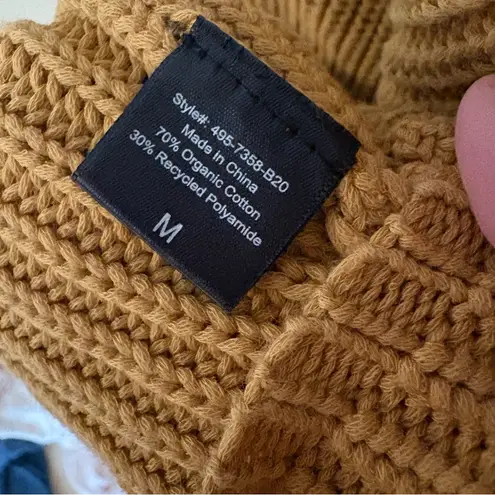 Style#: 495-7358-B20
Made in China
70% Organic Cotton
30% Recycled Polyamide
M